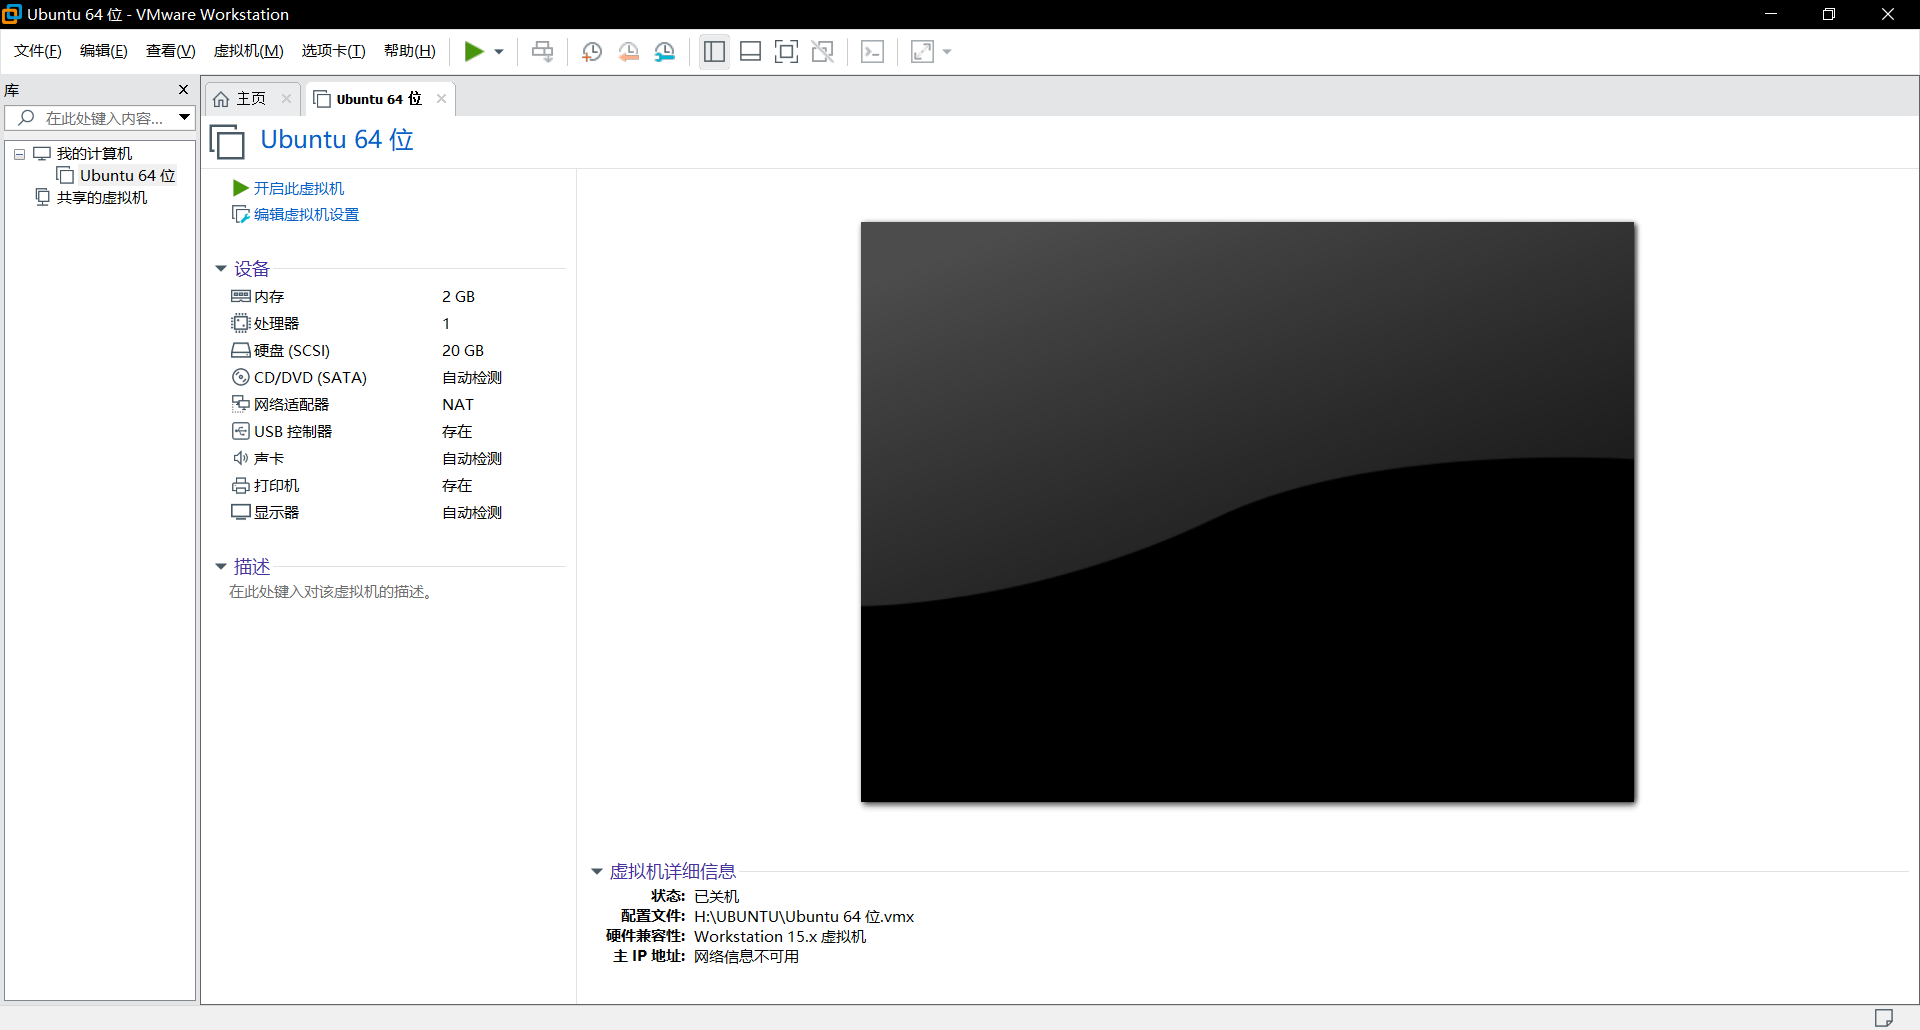 Ubuntu 64 位 - VMware Workstation
文件(F) 编辑(E) 查看(V) 虚拟机(M) 选项卡(T) 帮助(H)
库
在此处键入内容...
我的计算机
Ubuntu 64 位
共享的虚拟机
主页
Ubuntu 64 位
Ubuntu 64 位
开启此虚拟机
编辑虚拟机设置
设备
内存 2 GB
处理器 1
硬盘 (SCSI) 20 GB
CD/DVD (SATA) 自动检测
网络适配器 NAT
USB 控制器 存在
声卡 自动检测
打印机 存在
显示器 自动检测
描述
在此处键入对该虚拟机的描述。
虚拟机详细信息
状态: 已关机
配置文件: H:\UBUNTU\Ubuntu 64 位.vmx
硬件兼容性: Workstation 15.x 虚拟机
主 IP 地址: 网络信息不可用